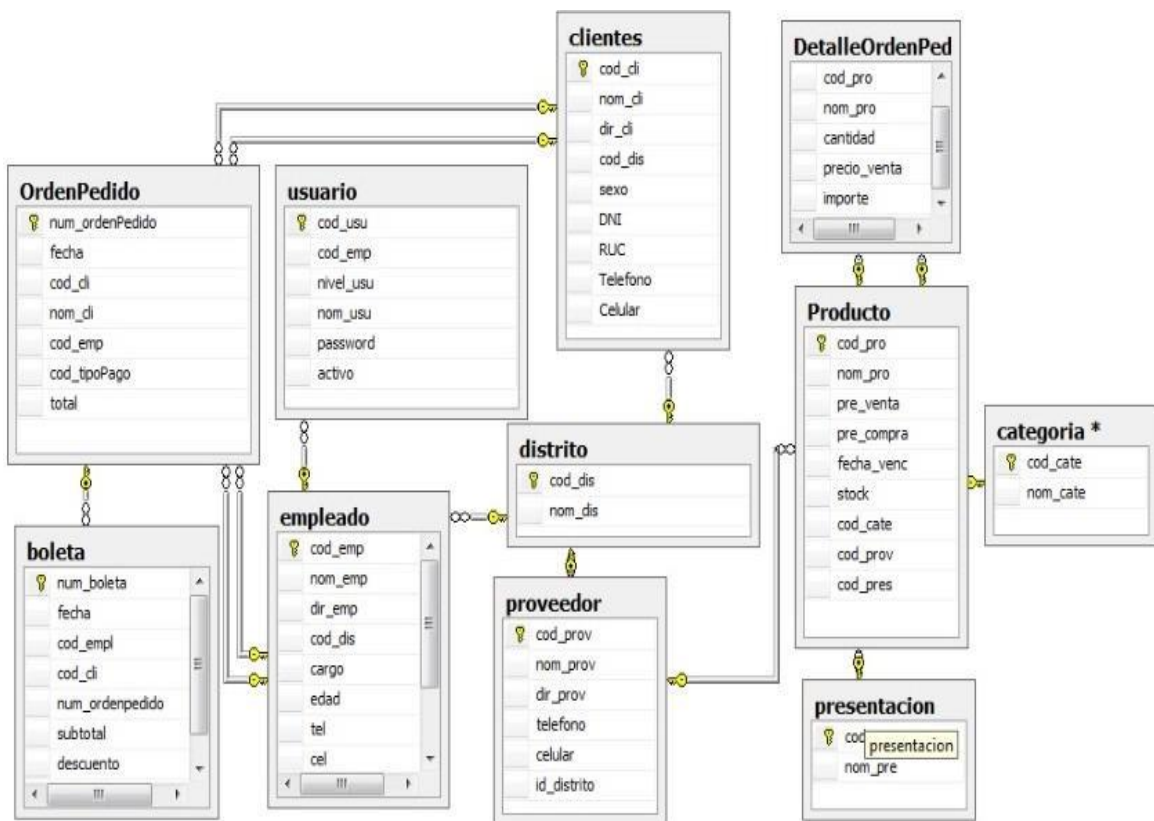 clientes
cod_cli
nom_cli
dir_cli
cod_dis
sexo
DNI
RUC
Telefono
Celular
DetalleOrdenPed
cod_pro
nom_pro
cantidad
precio_venta
importe
OrdenPedido
num_ordenPedido
fecha
cod_cli
nom_cli
cod_emp
cod_tipoPago
total
usuario
cod_usu
cod_emp
nivel_usu
nom_usu
password
activo
Producto
cod_pro
nom_pro
pre_venta
pre_compra
fecha_venc
stock
cod_cate
cod_prov
cod_pres
categoria *
cod_cate
nom_cate
distrito
cod_dis
nom_dis
boleta
num_boleta
fecha
cod_empl
cod_cli
num_ordenpedido
subtotal
descuento
empleado
cod_emp
nom_emp
dir_emp
cod_dis
cargo
edad
tel
cel
proveedor
cod_prov
nom_prov
dir_prov
telefono
celular
id_distrito
presentacion
presentacion
nom_pre